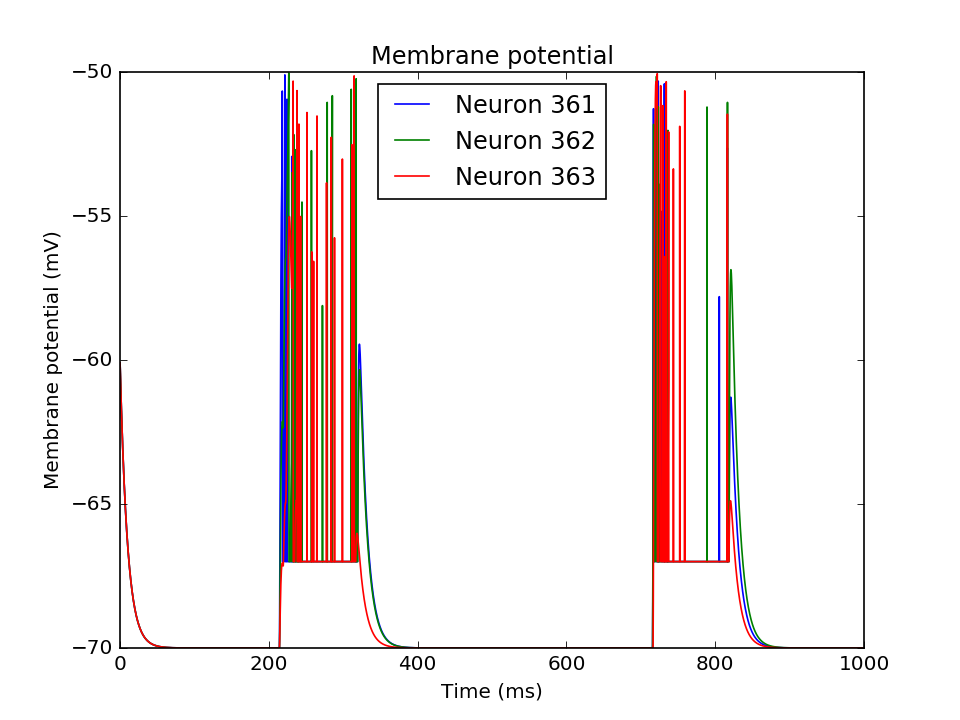 Membrane potential
Neuron 361
Neuron 362
Neuron 363
Membrane potential (mV)
−50
−55
−60
−65
−70
0 200 400 600 800 1000
Time (ms)